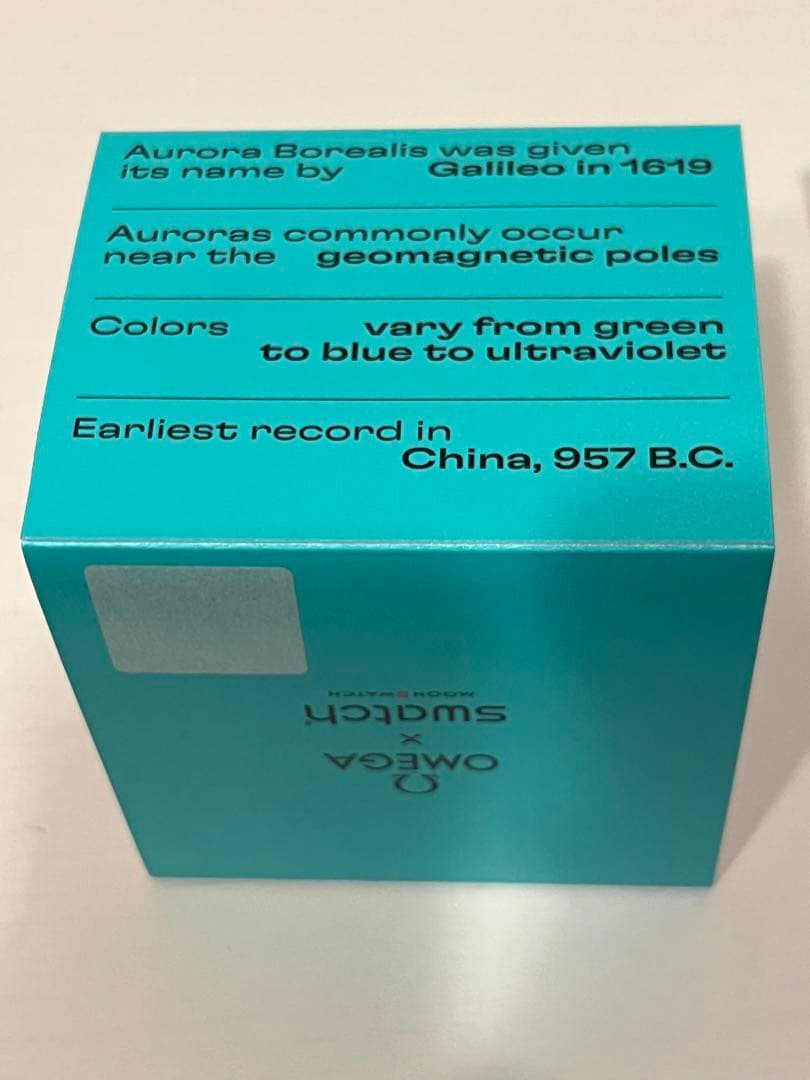 Aurora Borealis was given
its name by Galileo in 1619
Auroras commonly occur
near the geomagnetic poles
Colors vary from green
to blue to ultraviolet
Earliest record in
China, 957 B.C.
Ω
OMEGA
X
swatch
MOONSWATCH